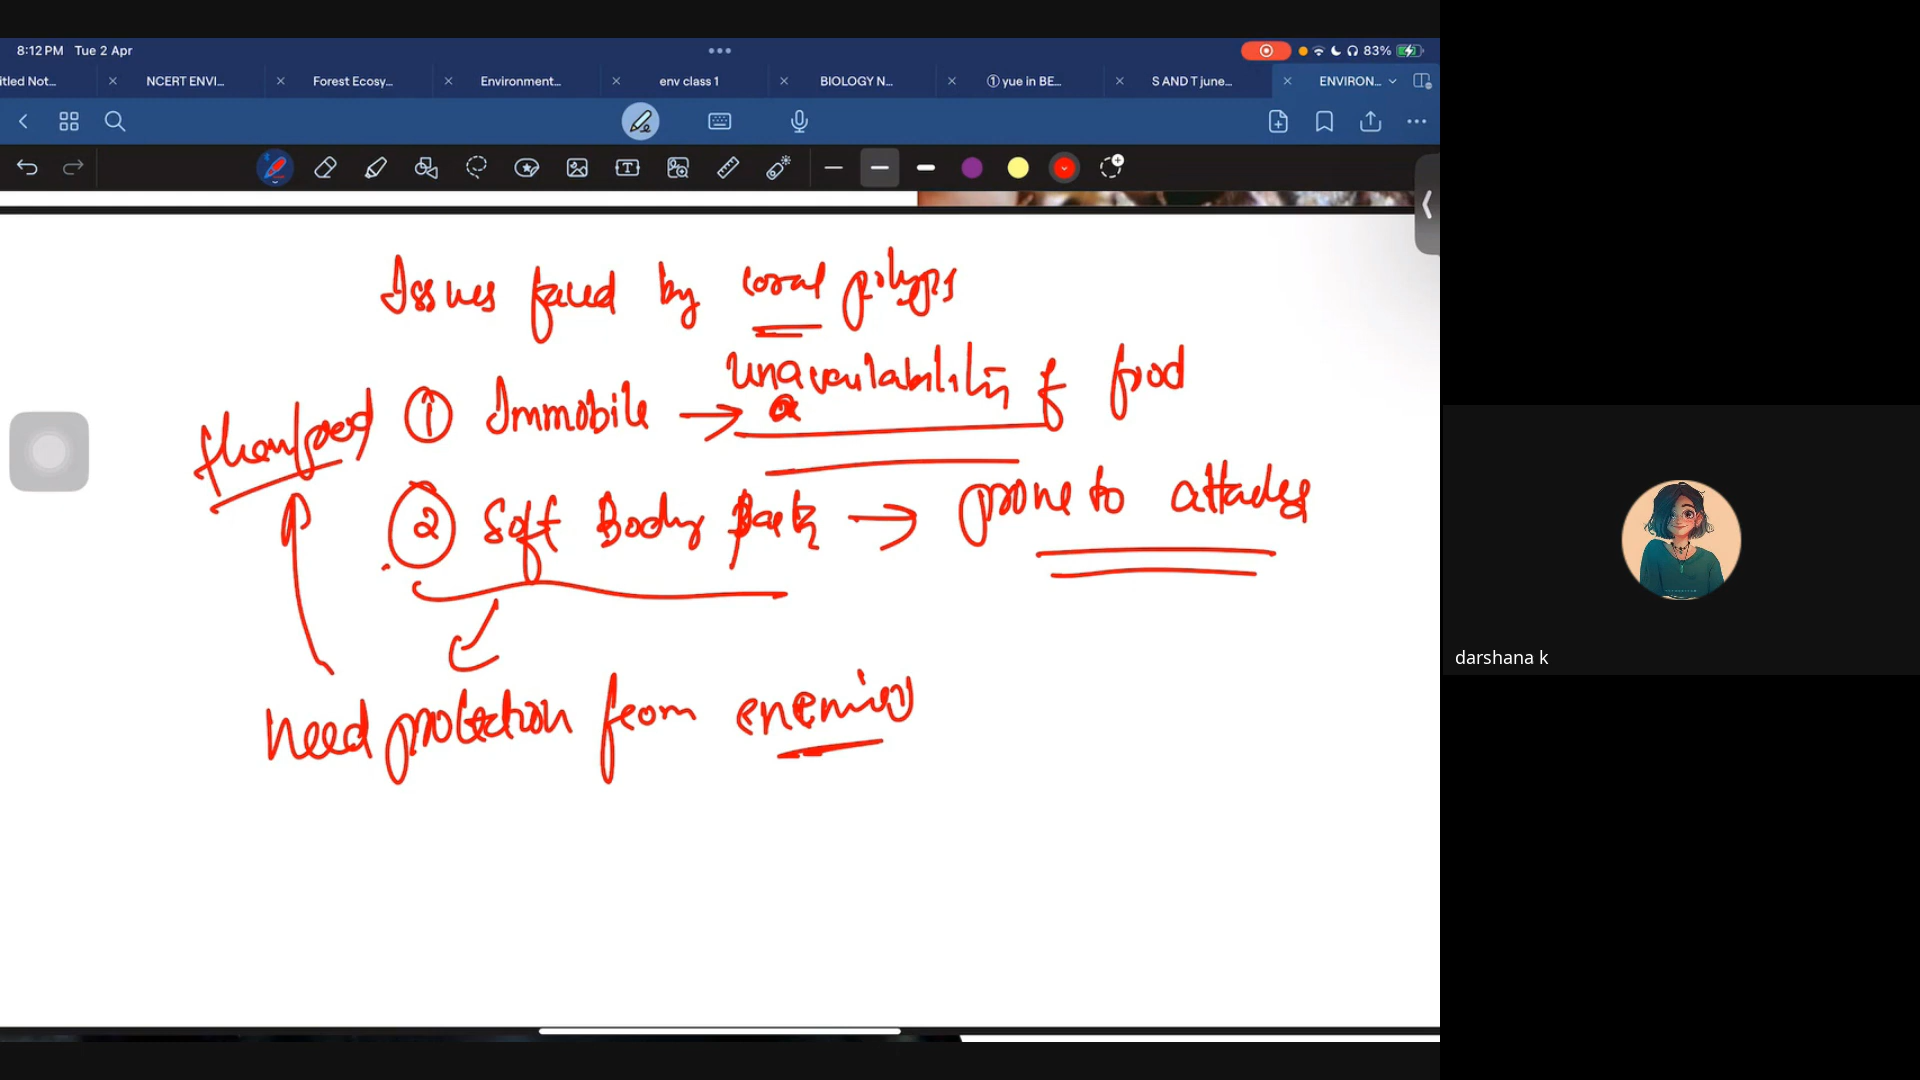 8:12 PM Tue 2 Apr
83%
itled Not...
NCERT ENVI...
Forest Ecosy...
Environment...
env class 1
BIOLOGY N...
① yue in BE...
S AND T june...
ENVIRON...
Issues faced by coral polyps
① Immobile → unavailability of food
② Soft Body Parts → prone to attacks
need protection from enemies
darshana k